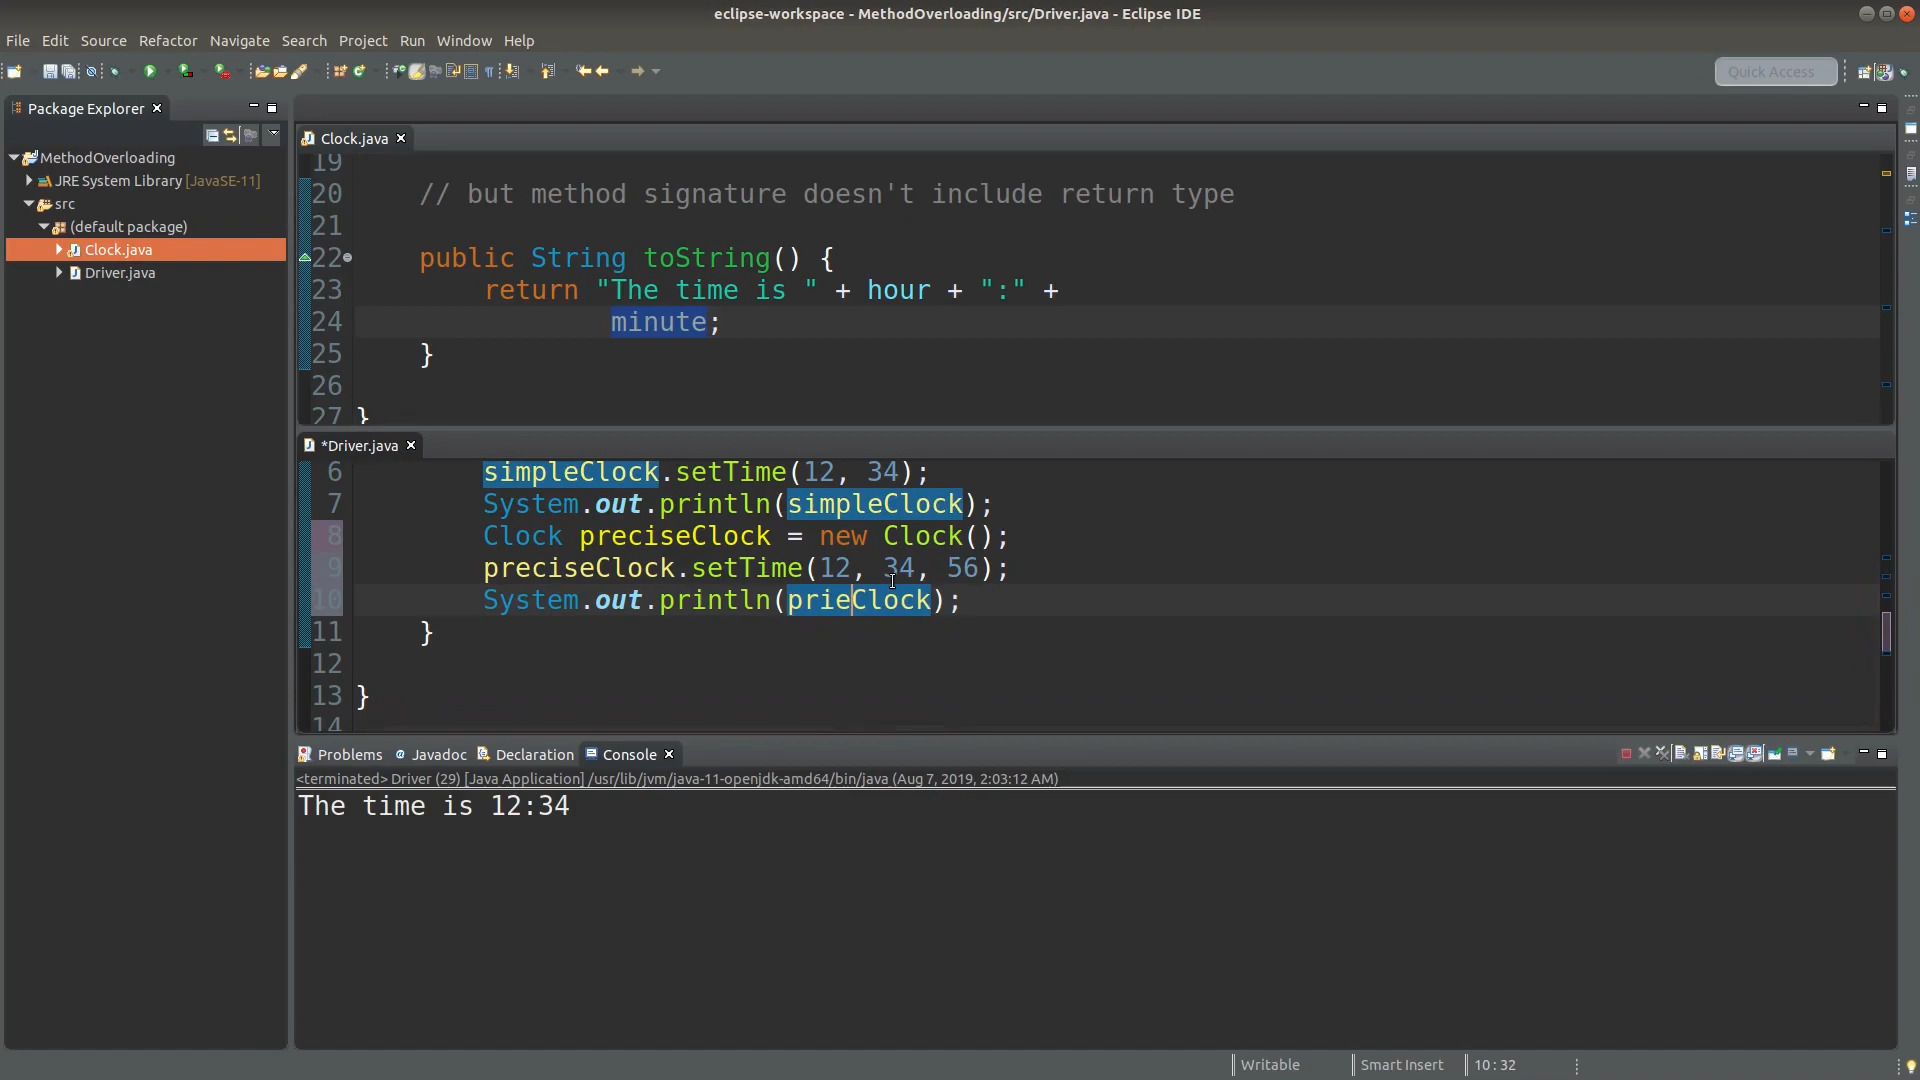 eclipse-workspace - MethodOverloading/src/Driver.java - Eclipse IDE
File Edit Source Refactor Navigate Search Project Run Window Help
Quick Access
Package Explorer
MethodOverloading
JRE System Library [JavaSE-11]
src
(default package)
Clock.java
Driver.java
Clock.java
19
20 // but method signature doesn't include return type
21
22 public String toString() {
23 return "The time is " + hour + ":" +
24 minute;
25 }
26
27 }
*Driver.java
6 simpleClock.setTime(12, 34);
7 System.out.println(simpleClock);
8 Clock preciseClock = new Clock();
9 preciseClock.setTime(12, 34, 56);
10 System.out.println(prieClock);
11 }
12
13 }
14
Problems Javadoc Declaration Console
<terminated> Driver (29) [Java Application] /usr/lib/jvm/java-11-openjdk-amd64/bin/java (Aug 7, 2019, 2:03:12 AM)
The time is 12:34
Writable Smart Insert 10:32